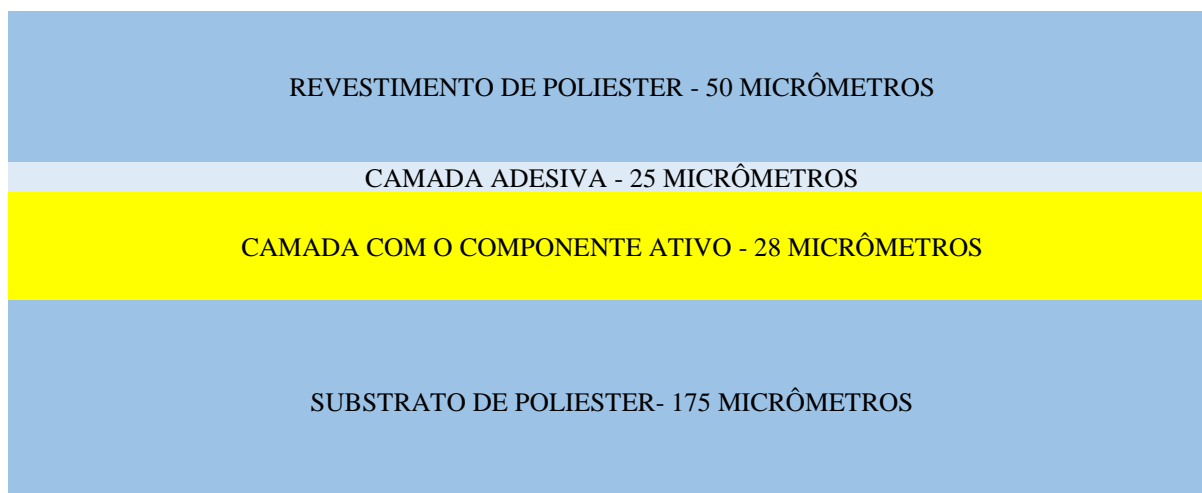 REVESTIMENTO DE POLIESTER - 50 MICRÔMETROS
CAMADA ADESIVA - 25 MICRÔMETROS
CAMADA COM O COMPONENTE ATIVO - 28 MICRÔMETROS
SUBSTRATO DE POLIESTER- 175 MICRÔMETROS